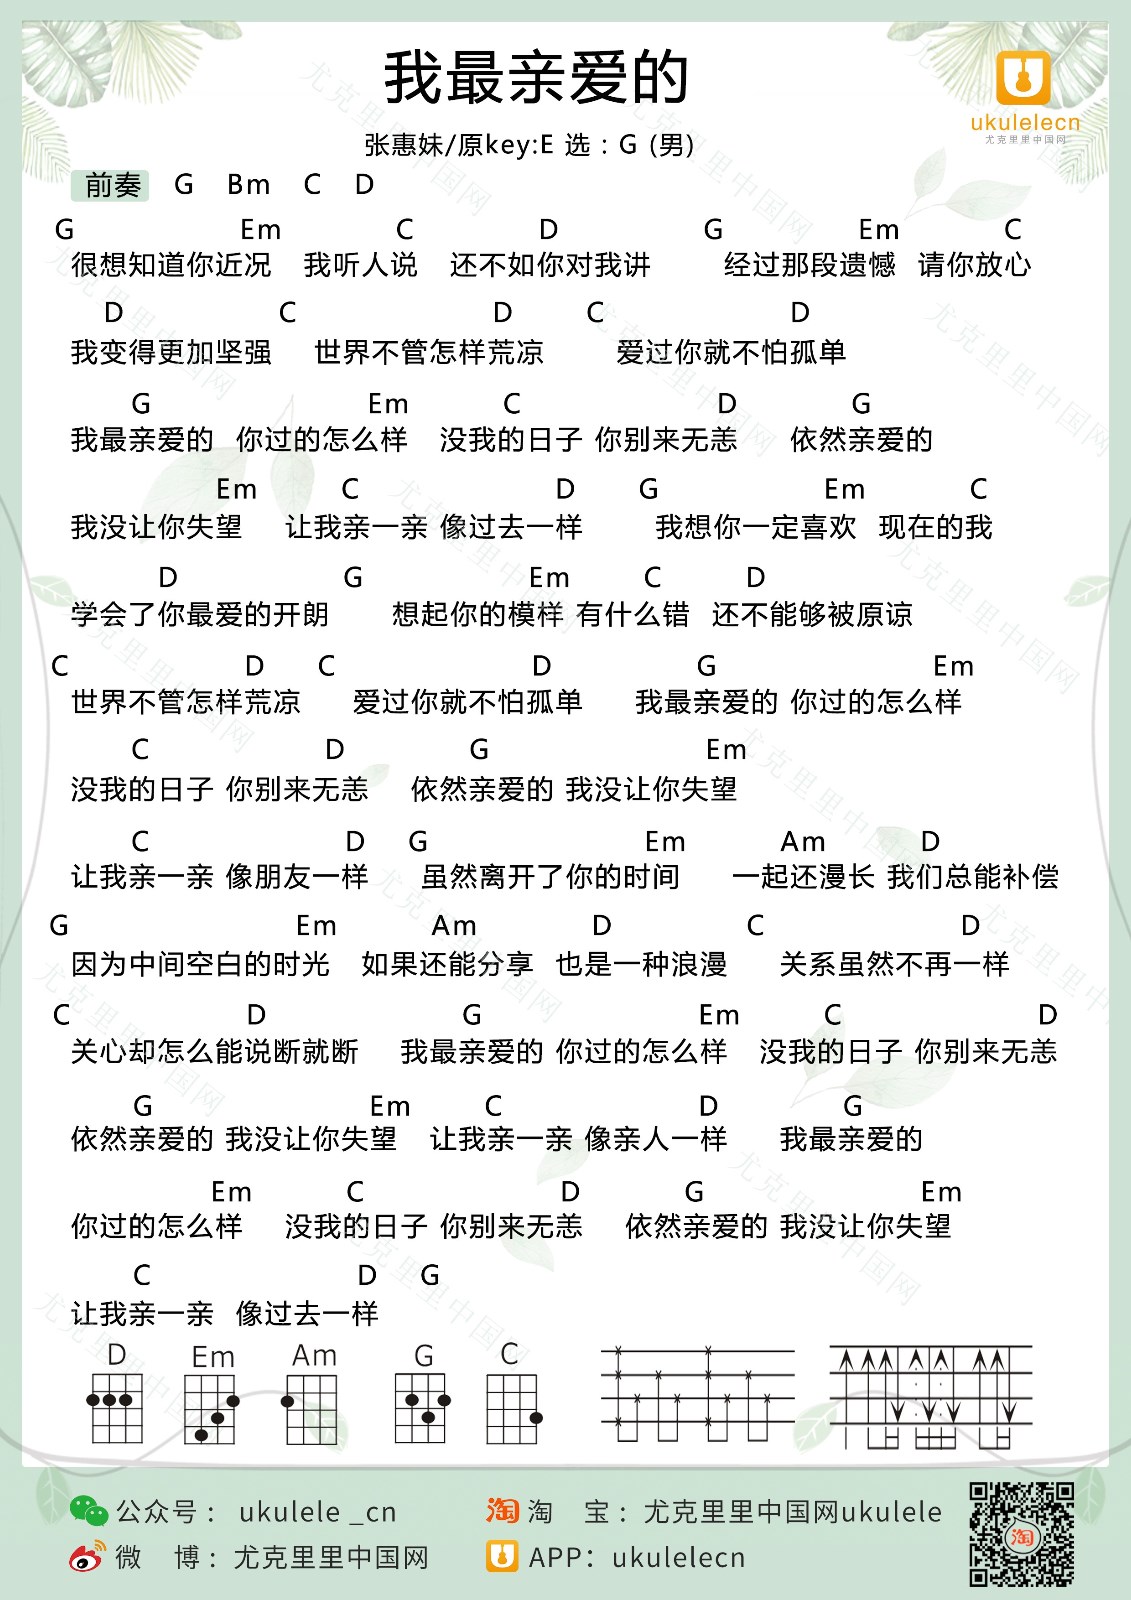 我最亲爱的
ukulelecn
尤克里里中国网
张惠妹/原key:E 选：G (男)
前奏 G Bm C D
G Em C D G Em C
很想知道你近况 我听人说 还不如你对我讲 经过那段遗憾 请你放心
D C D C D
我变得更加坚强 世界不管怎样荒凉 爱过你就不怕孤单
G Em C D G
我最亲爱的 你过的怎么样 没我的日子 你别来无恙 依然亲爱的
Em C D G Em C
我没让你失望 让我亲一亲 像过去一样 我想你一定喜欢 现在的我
D G Em C D
学会了你最爱的开朗 想起你的模样 有什么错 还不能够被原谅
C D C D G Em
世界不管怎样荒凉 爱过你就不怕孤单 我最亲爱的 你过的怎么样
C D G Em
没我的日子 你别来无恙 依然亲爱的 我没让你失望
C D G Em Am D
让我亲一亲 像朋友一样 虽然离开了你的时间 一起还漫长 我们总能补偿
G Em Am D C D
因为中间空白的时光 如果还能分享 也是一种浪漫 关系虽然不再一样
C D G Em C D
关心却怎么能说断就断 我最亲爱的 你过的怎么样 没我的日子 你别来无恙
G Em C D G
依然亲爱的 我没让你失望 让我亲一亲 像亲人一样 我最亲爱的
Em C D G Em
你过的怎么样 没我的日子 你别来无恙 依然亲爱的 我没让你失望
C D G
让我亲一亲 像过去一样
D Em Am G C
公众号： ukulele _cn 淘 淘 宝：尤克里里中国网ukulele
微 博：尤克里里中国网 APP：ukulelecn
淘